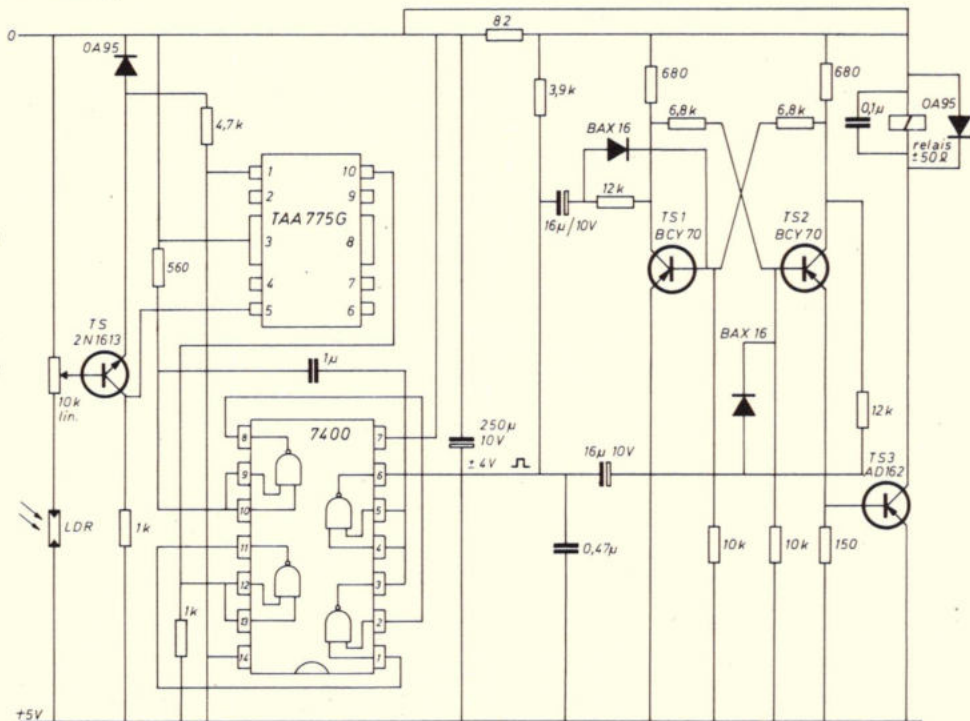 0
OA95
4,7k
560
TAA 775G
1
2
3
4
5
10
9
8
7
6
TS
2N1613
10k
lin.
LDR
1k
1k
1µ
7400
8
9
10
11
12
13
14
7
6
5
4
3
2
1
250µ
10V
± 4V
82
3,9k
BAX 16
16µ/10V
12k
680
6,8k
6,8k
680
TS1
BCY 70
TS2
BCY 70
0,1µ
OA95
relais
±50Ω
BAX 16
16µ 10V
0,47µ
10k
10k
150
12k
TS3
AD162
+5V